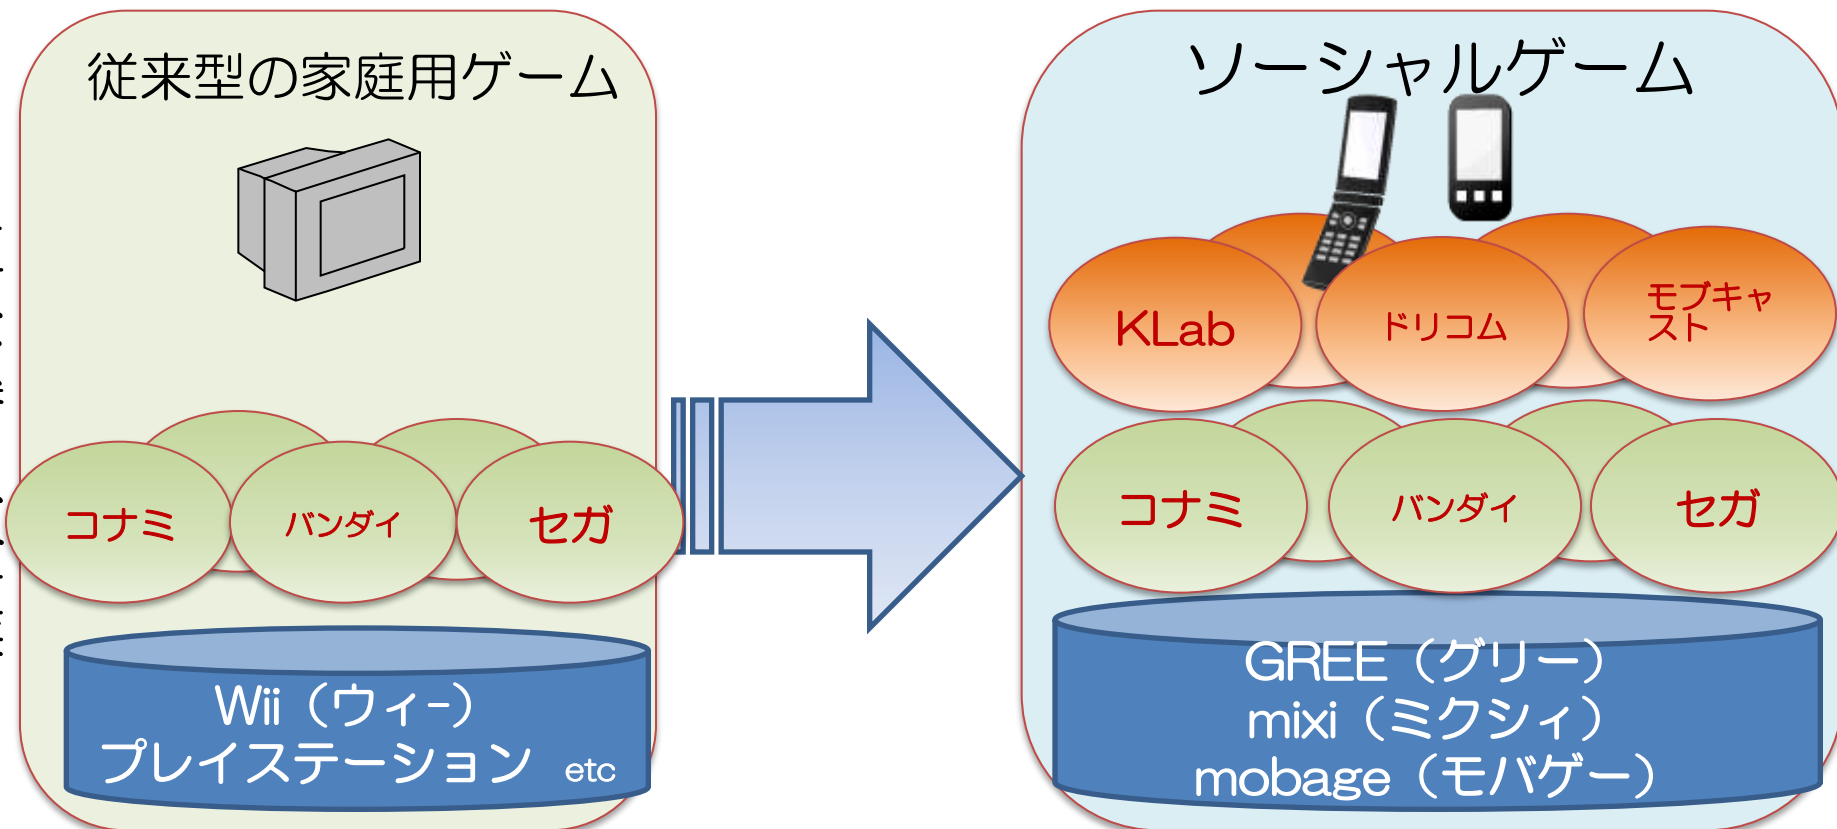 従来型の家庭用ゲーム
コナミ
バンダイ
セガ
Wii（ウィー）
プレイステーション etc
ソーシャルゲーム
KLab
ドリコム
モブキャ
スト
コナミ
バンダイ
セガ
GREE（グリー）
mixi（ミクシィ）
mobage（モバゲー）